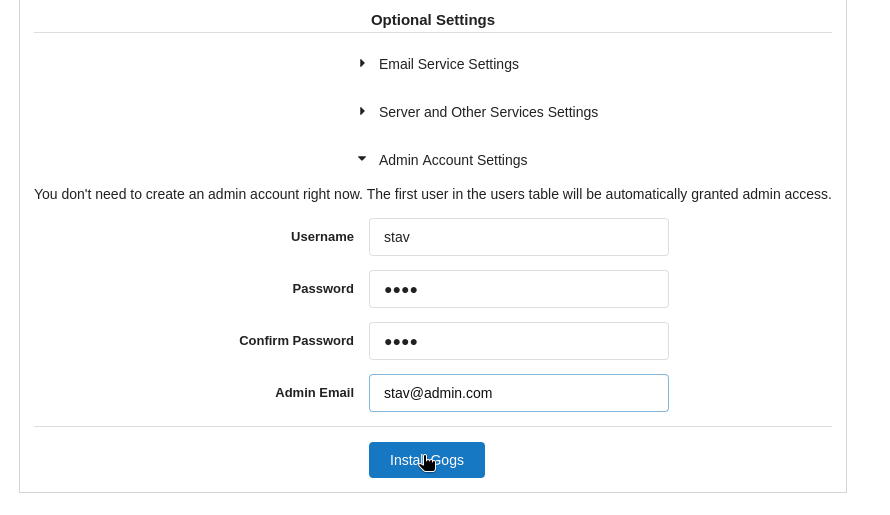 Optional Settings
Email Service Settings
Server and Other Services Settings
Admin Account Settings
You don't need to create an admin account right now. The first user in the users table will be automatically granted admin access.
Username stav
Password ●●●●
Confirm Password ●●●●
Admin Email stav@admin.com
Install Gogs